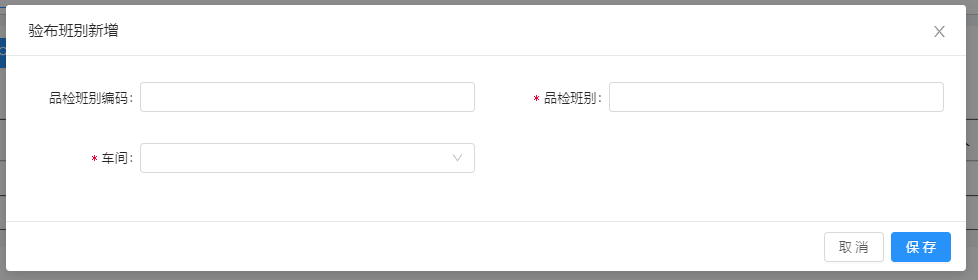 验布班别新增
品检班别编码:
* 品检班别:
* 车间:
取 消
保 存